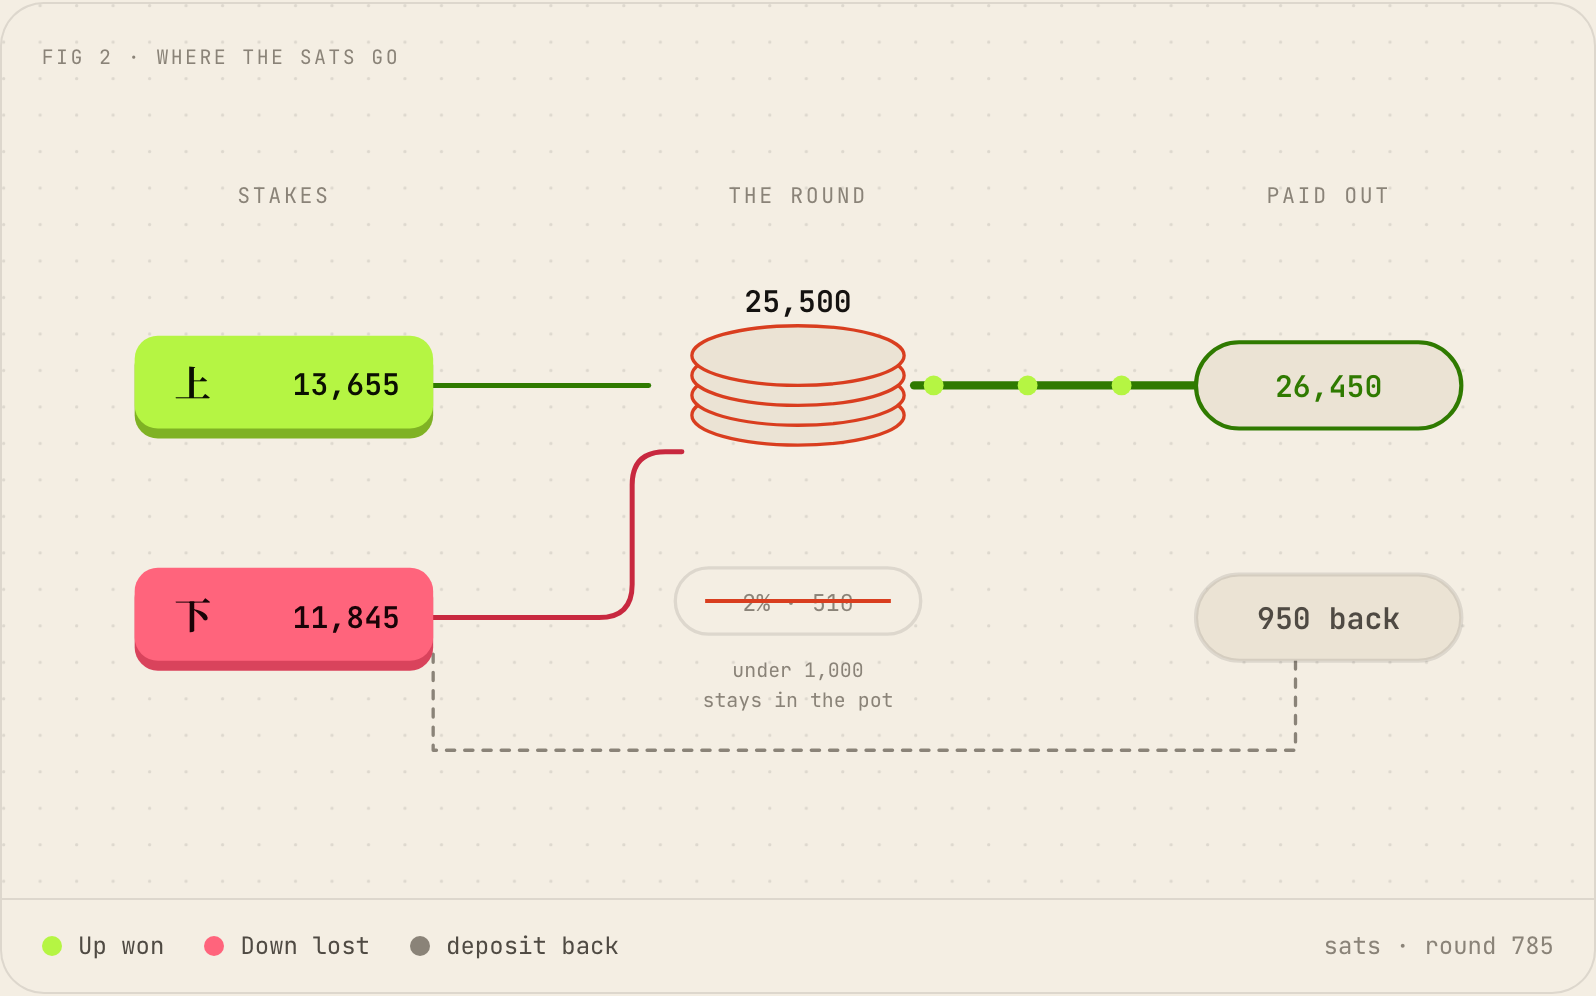 FIG 2 · WHERE THE SATS GO
STAKES
THE ROUND
PAID OUT
25,500
上 13,655
26,450
下 11,845
2% · 510
950 back
under 1,000
stays in the pot
Up won
Down lost
deposit back
sats · round 785